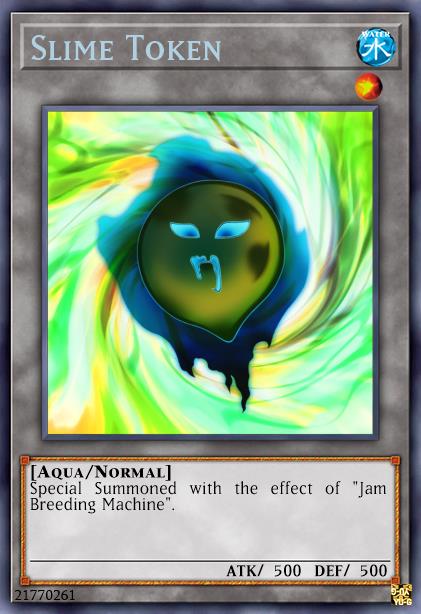 Slime Token
WATER
水
[Aqua/Normal]
Special Summoned with the effect of "Jam
Breeding Machine".
ATK/ 500 DEF/ 500
21770261